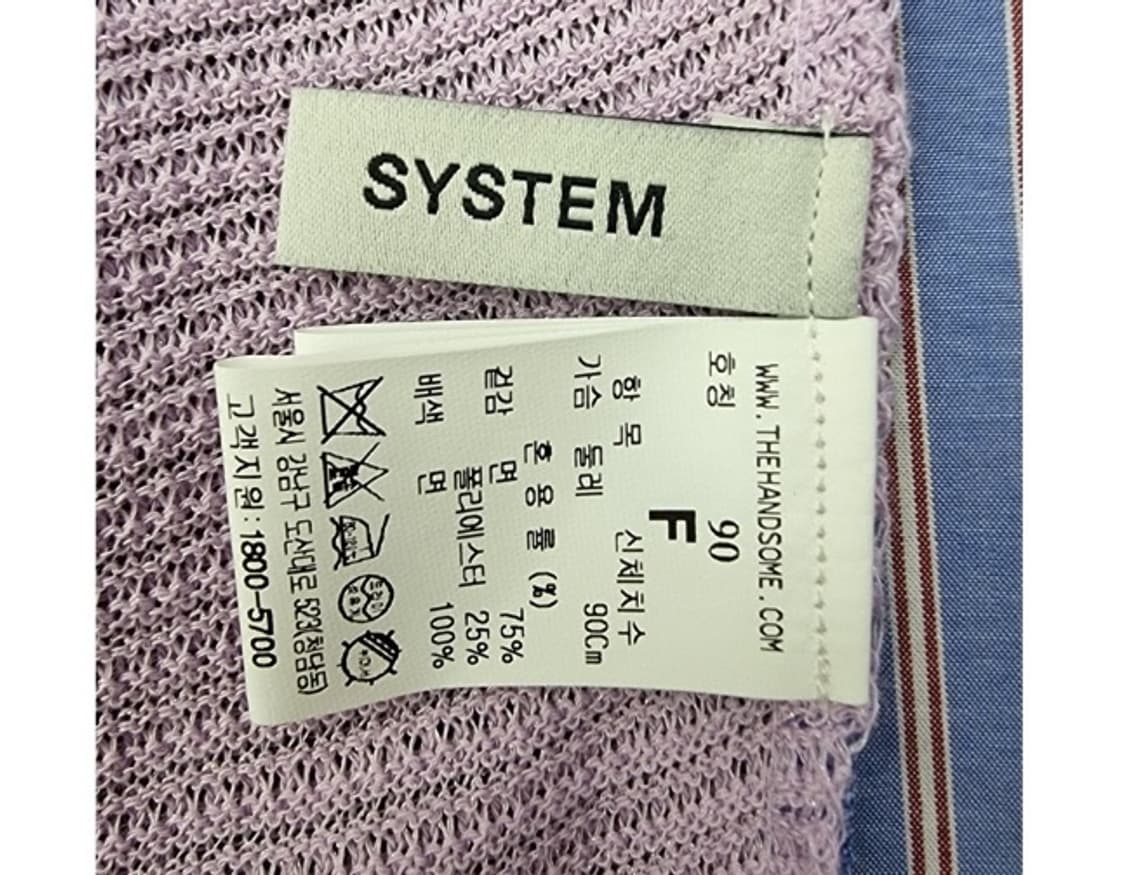 SYSTEM
WWW.THEHANDSOME.COM
호칭 90
F
항 목 신체치수
가슴 둘레 90Cm
혼 용 률 (%)
겉감 면 75%
폴리에스터 25%
배색 면 100%
서울시 강남구 도산대로 523(청담동)
고객지원:1800-5700